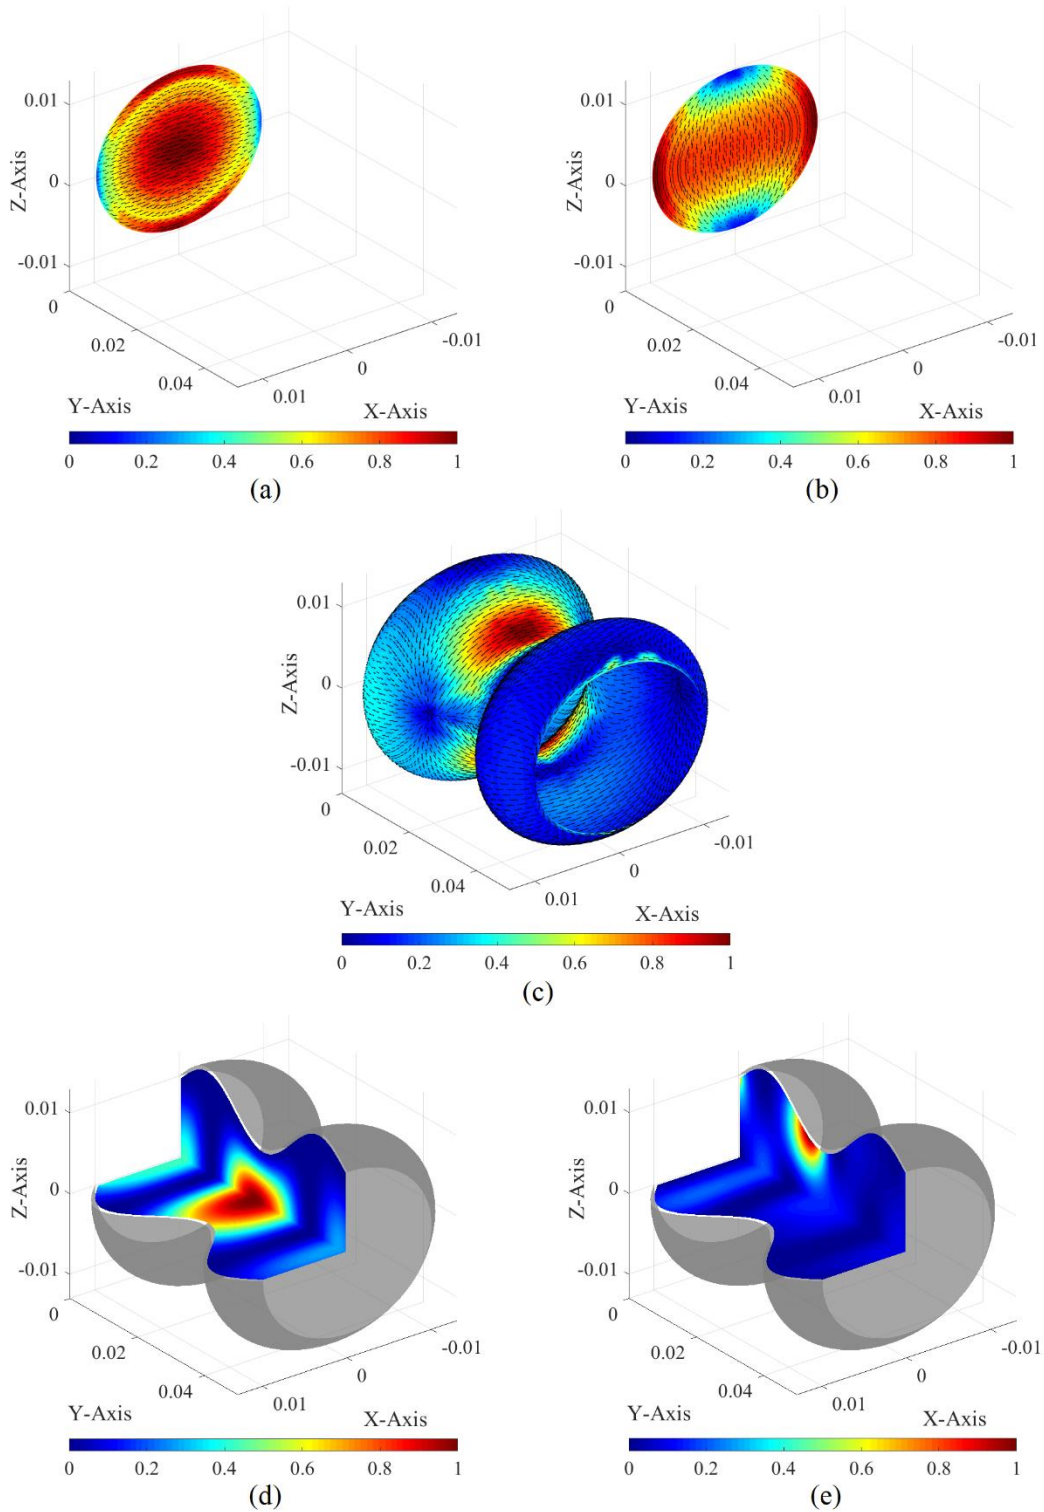 0.01 0.01
Z-Axis Z-Axis
0 0
-0.01 -0.01
0 0
-0.01 -0.01
0.02 0.02
0 0
0.04 0.04
0.01 0.01
Y-Axis X-Axis Y-Axis X-Axis
0 0.2 0.4 0.6 0.8 1 0 0.2 0.4 0.6 0.8 1
(a) (b)
0.01
Z-Axis
0
-0.01
0
-0.01
0.02
0
0.04
0.01
Y-Axis X-Axis
0 0.2 0.4 0.6 0.8 1
(c)
0.01 0.01
Z-Axis Z-Axis
0 0
-0.01 -0.01
0 0
-0.01 -0.01
0.02 0.02
0 0
0.04 0.04
0.01 0.01
Y-Axis X-Axis Y-Axis X-Axis
0 0.2 0.4 0.6 0.8 1 0 0.2 0.4 0.6 0.8 1
(d) (e)